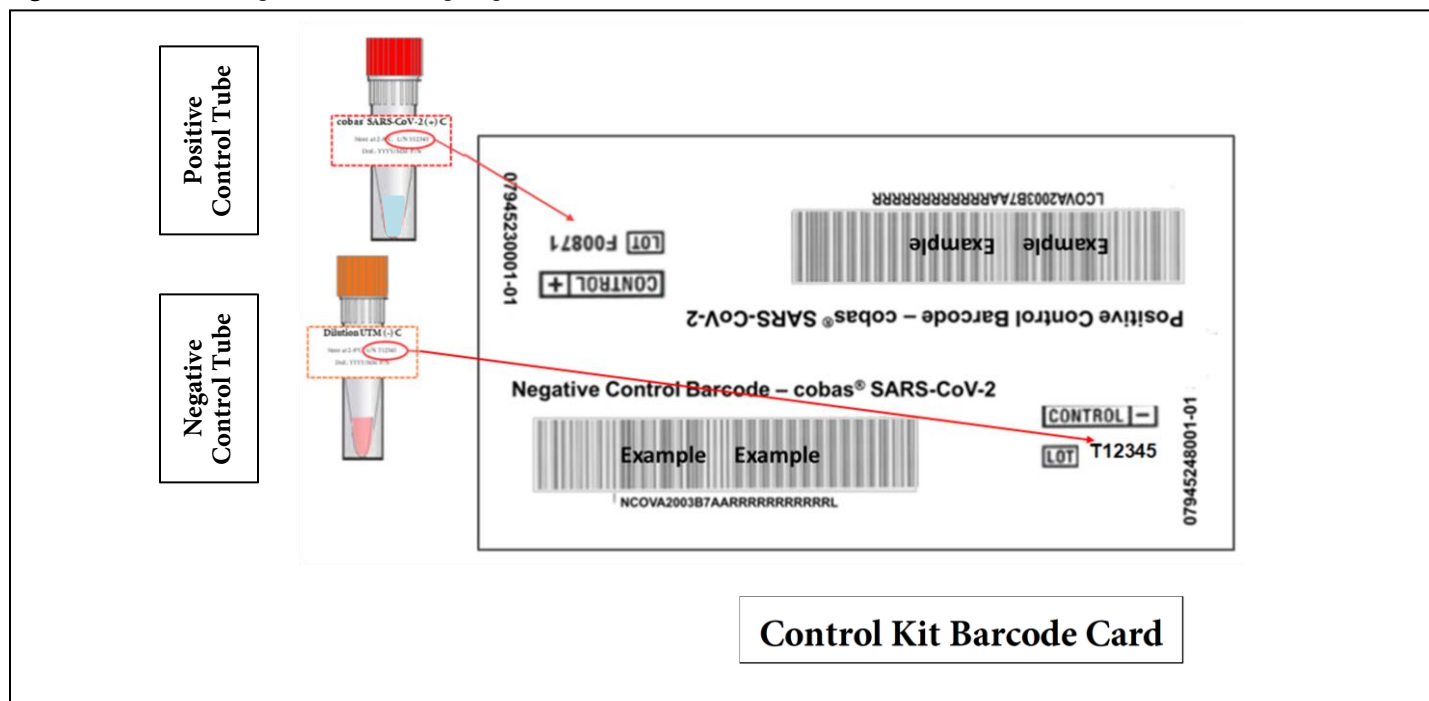 Positive
Control Tube
cobas SARS-CoV-2 (+) C
Negative
Control Tube
Dilution UTM (-) C
07945230001-01
LCOVA2003B7AARRRRRRRRRRR
Example Example
LOT F00871
CONTROL +
Positive Control Barcode – cobas® SARS-CoV-2
Negative Control Barcode – cobas® SARS-CoV-2
Example Example
NCOVA2003B7AARRRRRRRRRRRL
CONTROL –
LOT T12345
07945248001-01
Control Kit Barcode Card